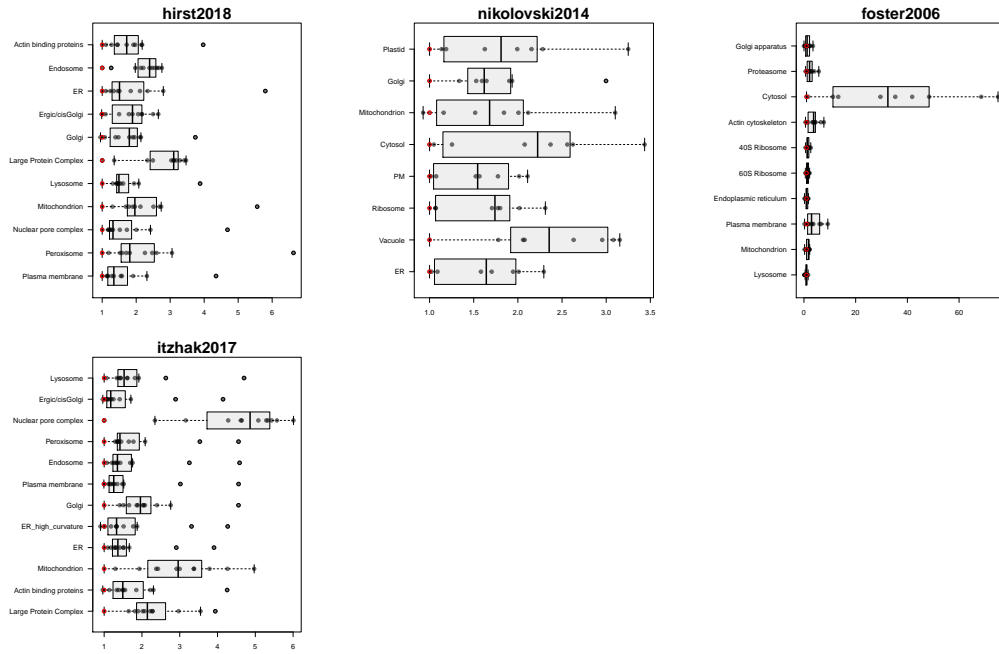 hirst2018
Actin binding proteins
Endosome
ER
Ergic/cisGolgi
Golgi
Large Protein Complex
Lysosome
Mitochondrion
Nuclear pore complex
Peroxisome
Plasma membrane
1 2 3 4 5 6
nikolovski2014
Plastid
Golgi
Mitochondrion
Cytosol
PM
Ribosome
Vacuole
ER
1.0 1.5 2.0 2.5 3.0 3.5
foster2006
Golgi apparatus
Proteasome
Cytosol
Actin cytoskeleton
40S Ribosome
60S Ribosome
Endoplasmic reticulum
Plasma membrane
Mitochondrion
Lysosome
0 20 40 60
itzhak2017
Lysosome
Ergic/cisGolgi
Nuclear pore complex
Peroxisome
Endosome
Plasma membrane
Golgi
ER_high_curvature
ER
Mitochondrion
Actin binding proteins
Large Protein Complex
1 2 3 4 5 6